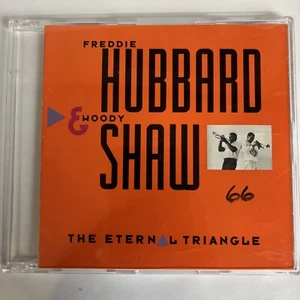 FREDDIE
HUBBARD
& WOODY
SHAW
66
THE ETERNAL TRIANGLE